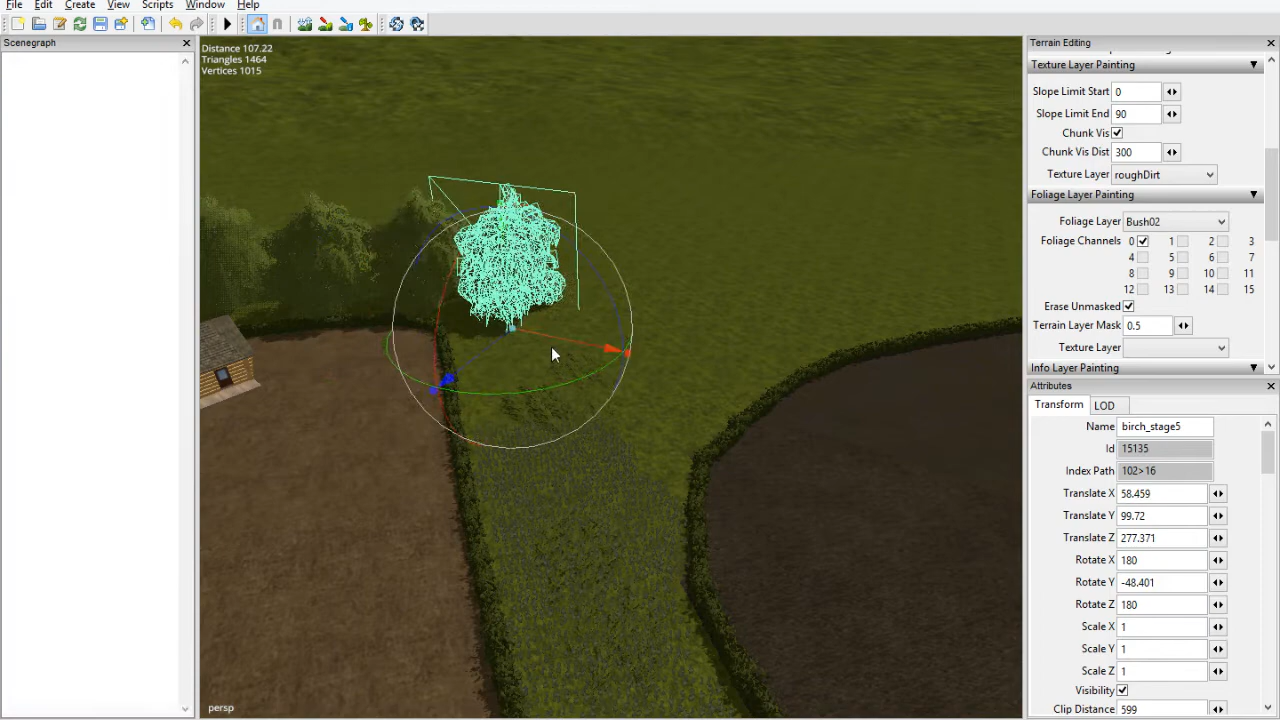 File Edit Create View Scripts Window Help
Scenegraph
Distance 107.22
Triangles 1464
Vertices 1015
persp
Terrain Editing
Texture Layer Painting
Slope Limit Start 0
Slope Limit End 90
Chunk Vis
Chunk Vis Dist 300
Texture Layer roughDirt
Foliage Layer Painting
Foliage Layer Bush02
Foliage Channels 0 1 2 3
4 5 6 7
8 9 10 11
12 13 14 15
Erase Unmasked
Terrain Layer Mask 0.5
Texture Layer
Info Layer Painting
Attributes
Transform LOD
Name birch_stage5
Id 15135
Index Path 102>16
Translate X 58.459
Translate Y 99.72
Translate Z 277.371
Rotate X 180
Rotate Y -48.401
Rotate Z 180
Scale X 1
Scale Y 1
Scale Z 1
Visibility
Clip Distance 599